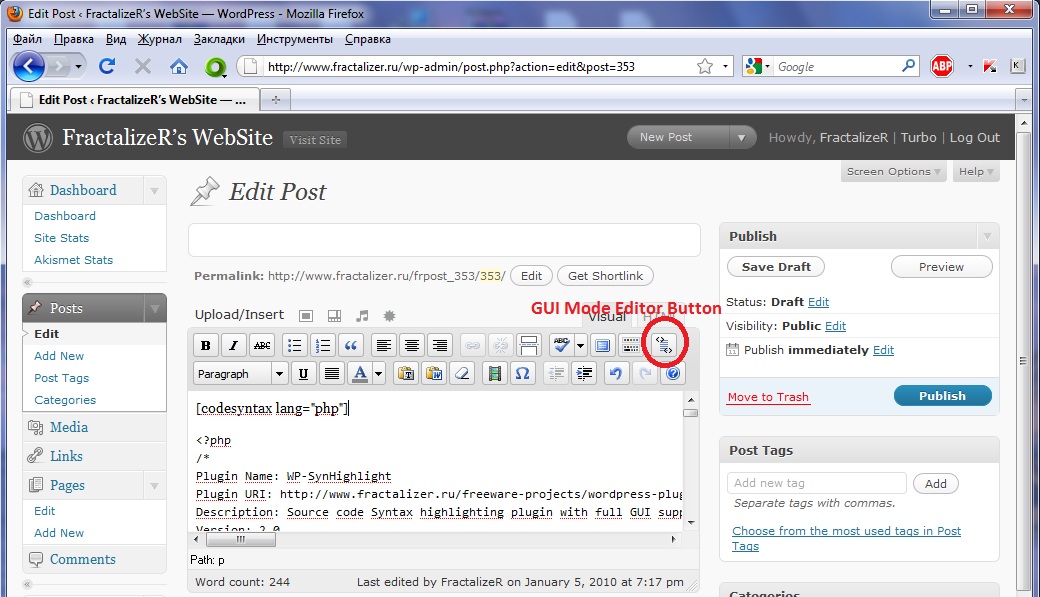 Edit Post ‹ FractalizeR's WebSite — WordPress - Mozilla Firefox
Файл Правка Вид Журнал Закладки Инструменты Справка
http://www.fractalizer.ru/wp-admin/post.php?action=edit&post=353 Google ABP K
Edit Post ‹ FractalizeR's WebSite — ...
FractalizeR's WebSite Visit Site New Post Howdy, FractalizeR | Turbo | Log Out
Screen Options Help
Dashboard
Dashboard
Site Stats
Akismet Stats
Posts
Edit
Add New
Post Tags
Categories
Media
Links
Pages
Edit
Add New
Comments
Edit Post
Permalink: http://www.fractalizer.ru/frpost_353/353/ Edit Get Shortlink
GUI Mode Editor Button
Upload/Insert Visual
B I ABC ABC
Paragraph U A
[codesyntax lang="php"]
<?php
/*
Plugin Name: WP-SynHighlight
Plugin URI: http://www.fractalizer.ru/freeware-projects/wordpress-plug
Description: Source code Syntax highlighting plugin with full GUI supp
Version: 2.0
Path: p
Word count: 244 Last edited by FractalizeR on January 5, 2010 at 7:17 pm
Publish
Save Draft Preview
Status: Draft Edit
Visibility: Public Edit
Publish immediately Edit
Move to Trash Publish
Post Tags
Add new tag Add
Separate tags with commas.
Choose from the most used tags in Post
Tags
Categories